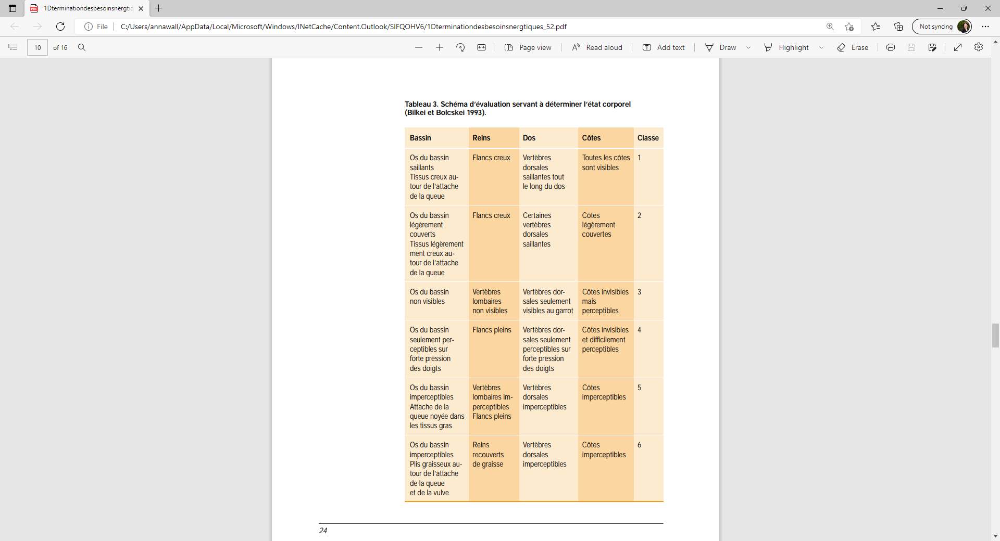 1Dterminationdesbesoinsnergtiq
File
C:/Users/annawall/AppData/Local/Microsoft/Windows/INetCache/Content.Outlook/SIFQOHV6/1Dterminationdesbesoinsnergtiques_52.pdf
Not syncing
10 of 16
Page view
Read aloud
Add text
Draw
Highlight
Erase
Tableau 3. Schéma d'évaluation servant à déterminer l'état corporel
(Bilkei et Bolcskei 1993).
Bassin Reins Dos Côtes Classe
Os du bassin
saillants
Tissus creux au-
tour de l'attache
de la queue
Flancs creux
Vertèbres
dorsales
saillantes tout
le long du dos
Toutes les côtes
sont visibles
1
Os du bassin
légèrement
couverts
Tissus légèrement
ment creux au-
tour de l'attache
de la queue
Flancs creux
Certaines
vertèbres
dorsales
saillantes
Côtes
légèrement
couvertes
2
Os du bassin
non visibles
Vertèbres
lombaires
non visibles
Vertèbres dor-
sales seulement
visibles au garrot
Côtes invisibles
mais
perceptibles
3
Os du bassin
seulement per-
ceptibles sur
forte pression
des doigts
Flancs pleins
Vertèbres dor-
sales seulement
perceptibles sur
forte pression
des doigts
Côtes invisibles
et difficilement
perceptibles
4
Os du bassin
imperceptibles
Attache de la
queue noyée dans
les tissus gras
Vertèbres
lombaires im-
perceptibles
Flancs pleins
Vertèbres
dorsales
imperceptibles
Côtes
imperceptibles
5
Os du bassin
imperceptibles
Plis graisseux au-
tour de l'attache
de la queue
et de la vulve
Reins
recouverts
de graisse
Vertèbres
dorsales
imperceptibles
Côtes
imperceptibles
6
24